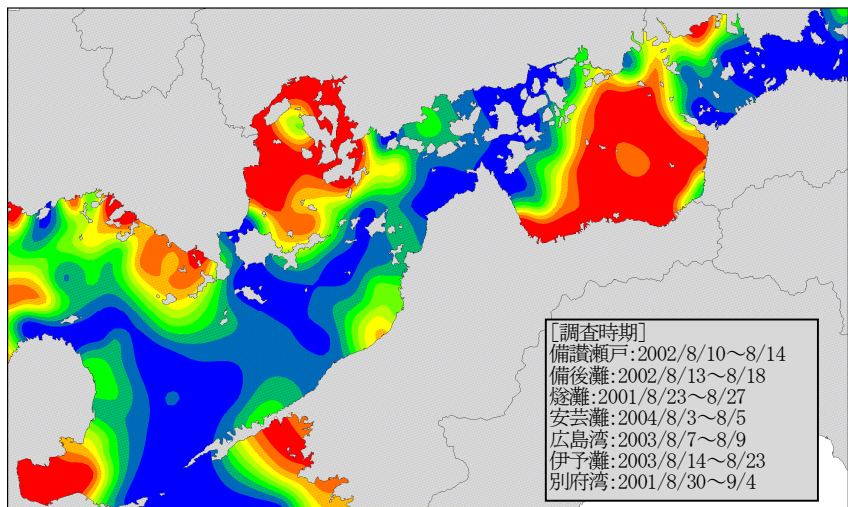 [調査時期]
備讃瀬戸:2002/8/10～8/14
備後灘:2002/8/13～8/18
燧灘:2001/8/23～8/27
安芸灘:2004/8/3～8/5
広島湾:2003/8/7～8/9
伊予灘:2003/8/14～8/23
別府湾:2001/8/30～9/4